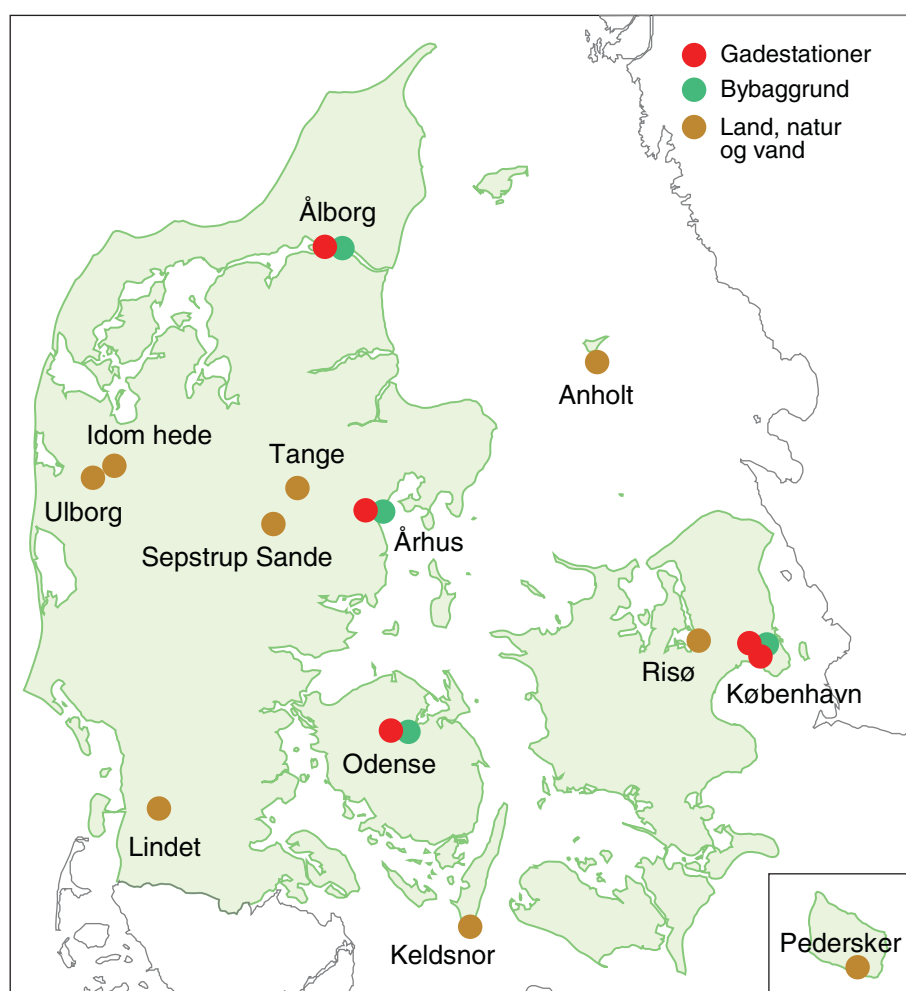 Gadestationer
Bybaggrund
Land, natur
og vand
Ålborg
Anholt
Idom hede
Tange
Ulborg
Århus
Sepstrup Sande
Risø
København
Odense
Lindet
Keldsnor
Pedersker